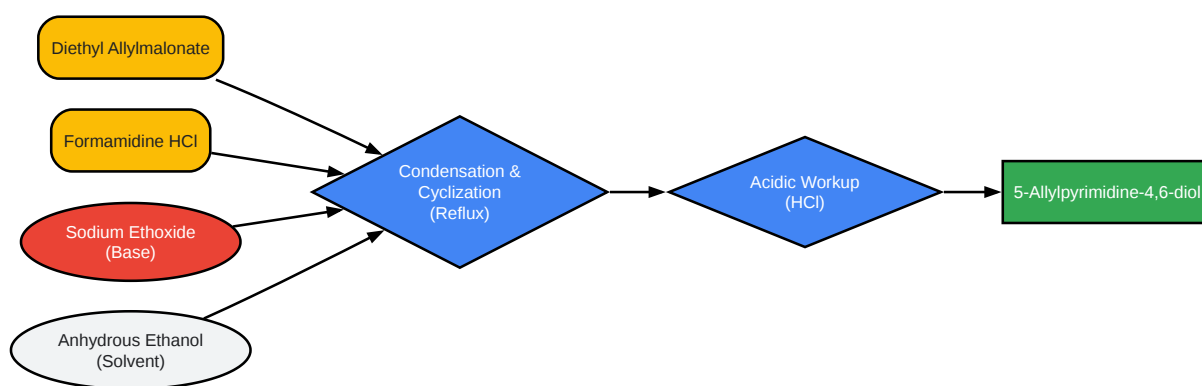 Diethyl Allylmalonate
Formamidine HCl
Sodium Ethoxide
(Base)
Anhydrous Ethanol
(Solvent)
Condensation &
Cyclization
(Reflux)
Acidic Workup
(HCl)
5-Allylpyrimidine-4,6-diol